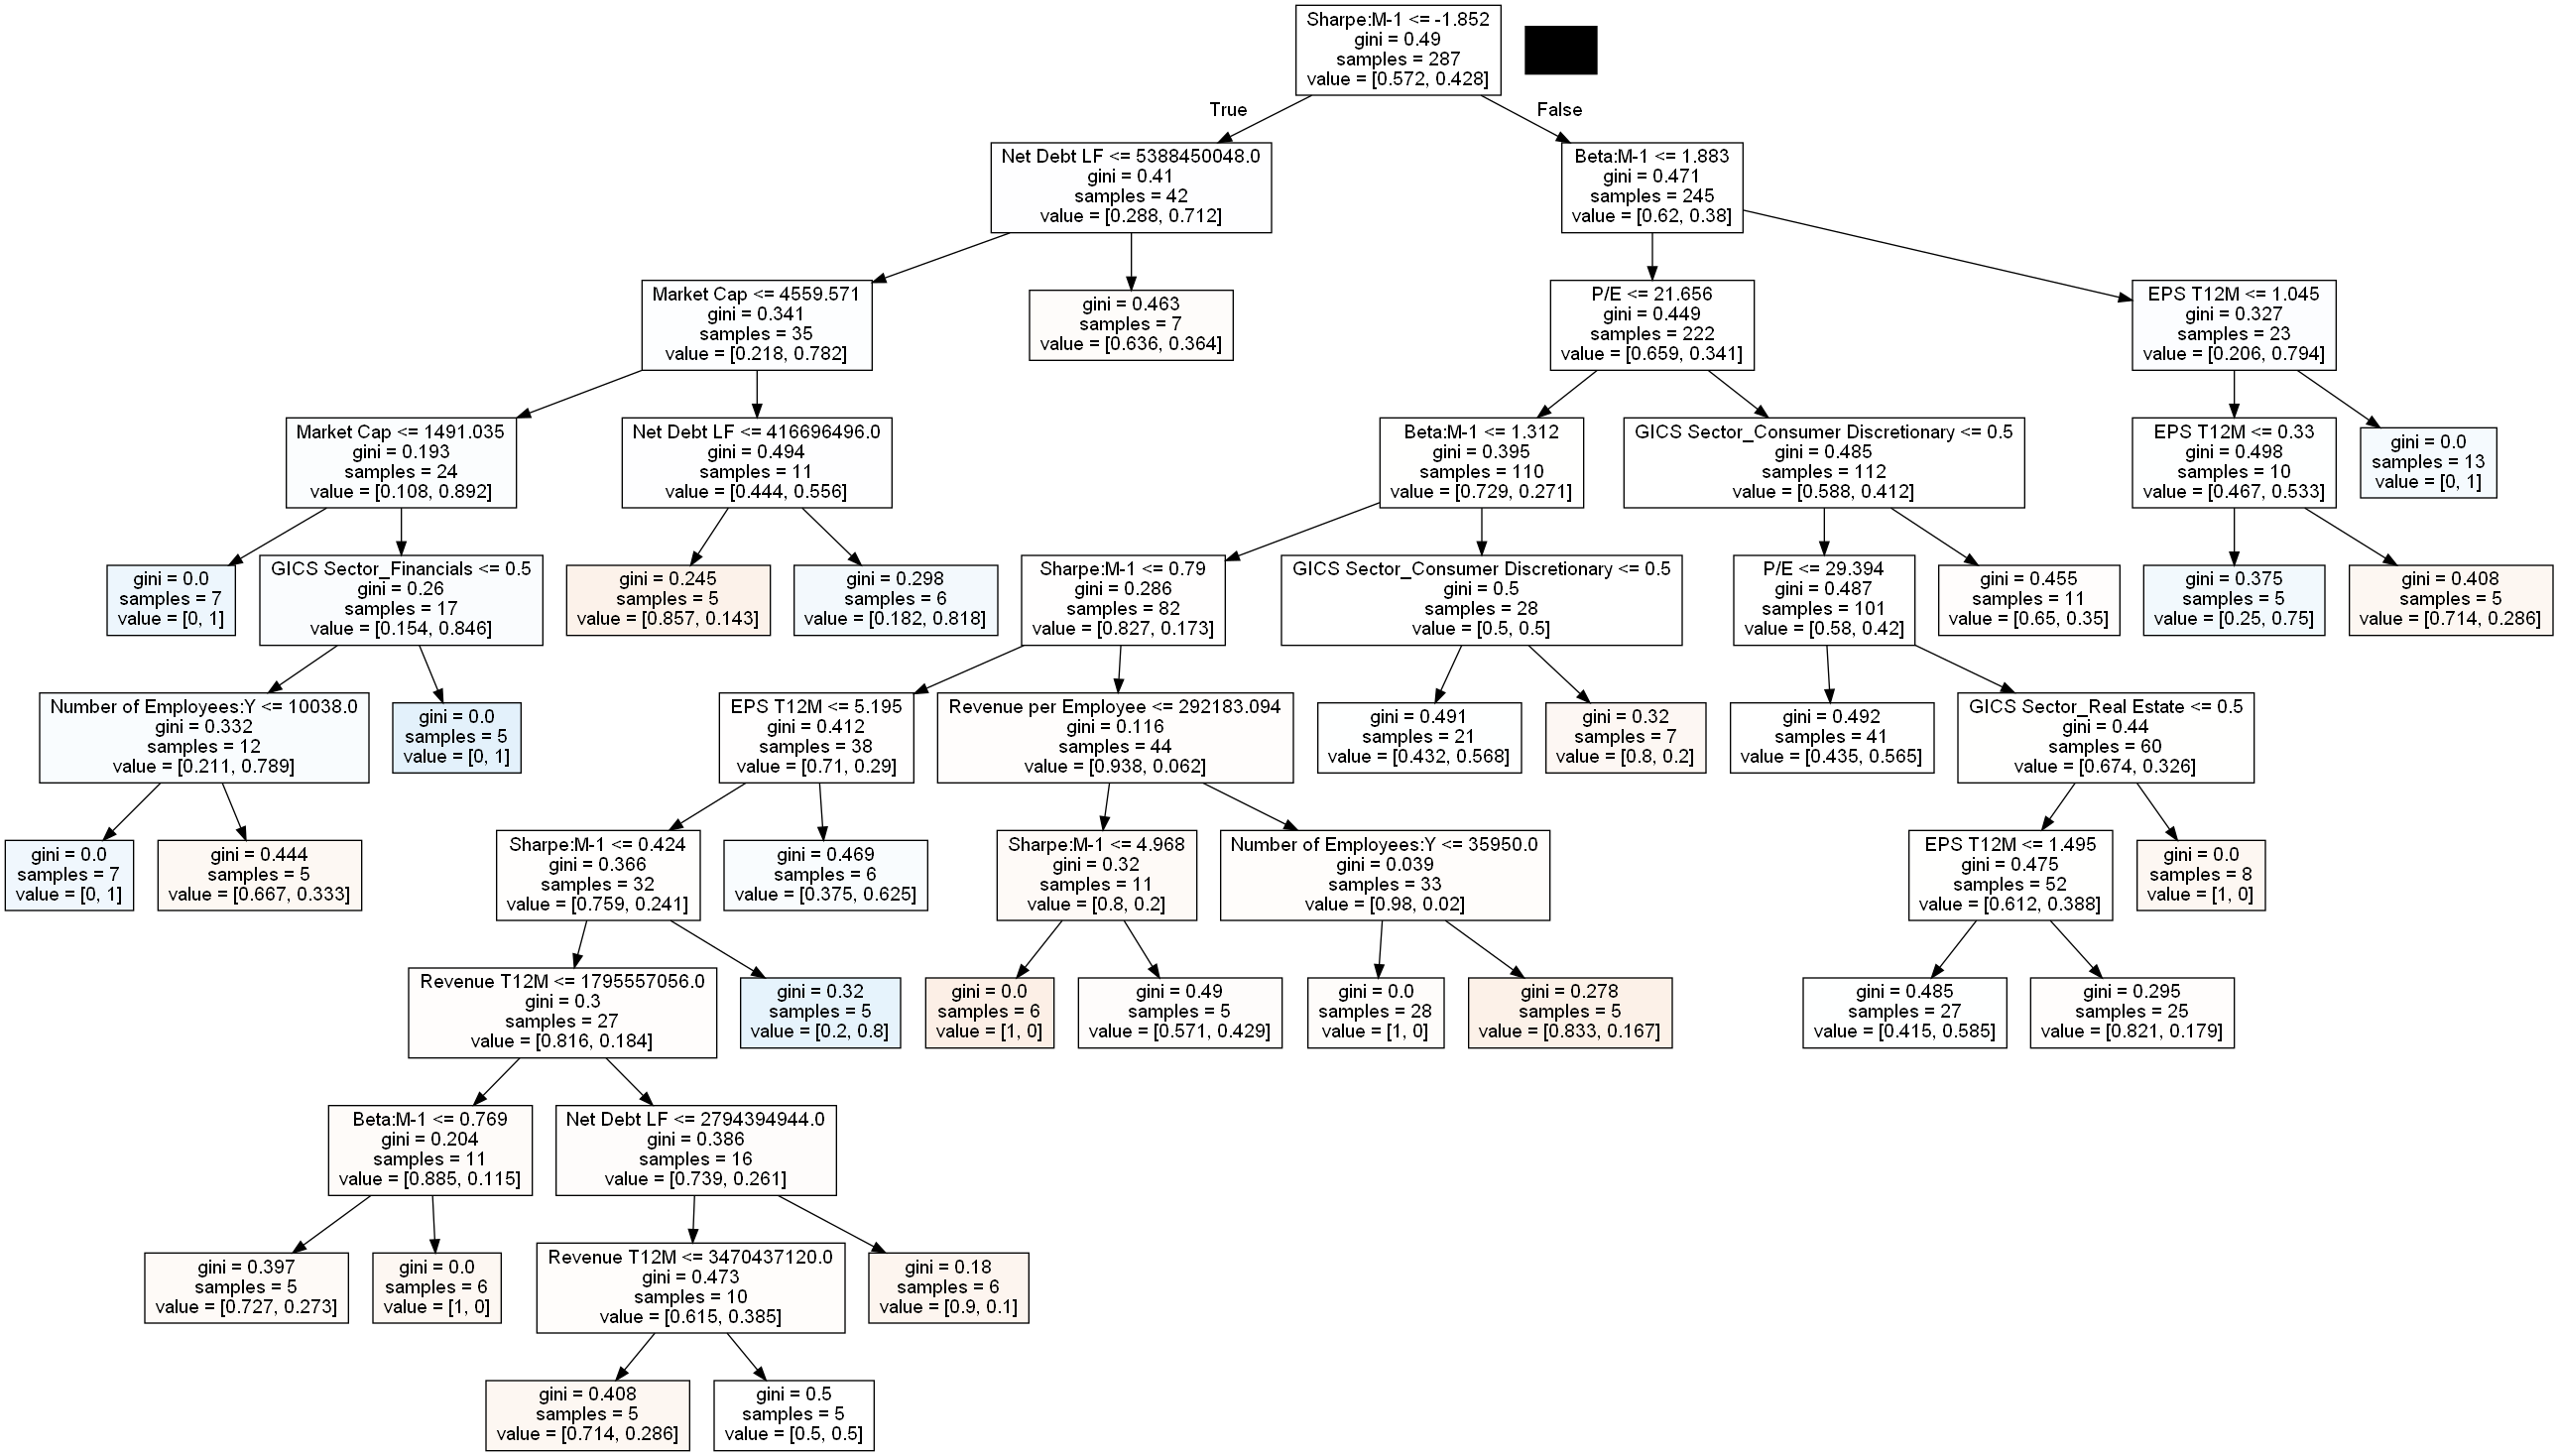 Sharpe:M-1 <= -1.852
gini = 0.49
samples = 287
value = [0.572, 0.428]
True
False
Net Debt LF <= 5388450048.0
gini = 0.41
samples = 42
value = [0.288, 0.712]
Beta:M-1 <= 1.883
gini = 0.471
samples = 245
value = [0.62, 0.38]
Market Cap <= 4559.571
gini = 0.341
samples = 35
value = [0.218, 0.782]
gini = 0.463
samples = 7
value = [0.636, 0.364]
P/E <= 21.656
gini = 0.449
samples = 222
value = [0.659, 0.341]
EPS T12M <= 1.045
gini = 0.327
samples = 23
value = [0.206, 0.794]
Market Cap <= 1491.035
gini = 0.193
samples = 24
value = [0.108, 0.892]
Net Debt LF <= 416696496.0
gini = 0.494
samples = 11
value = [0.444, 0.556]
Beta:M-1 <= 1.312
gini = 0.395
samples = 110
value = [0.729, 0.271]
GICS Sector_Consumer Discretionary <= 0.5
gini = 0.485
samples = 112
value = [0.588, 0.412]
EPS T12M <= 0.33
gini = 0.498
samples = 10
value = [0.467, 0.533]
gini = 0.0
samples = 13
value = [0, 1]
gini = 0.0
samples = 7
value = [0, 1]
GICS Sector_Financials <= 0.5
gini = 0.26
samples = 17
value = [0.154, 0.846]
gini = 0.245
samples = 5
value = [0.857, 0.143]
gini = 0.298
samples = 6
value = [0.182, 0.818]
Sharpe:M-1 <= 0.79
gini = 0.286
samples = 82
value = [0.827, 0.173]
GICS Sector_Consumer Discretionary <= 0.5
gini = 0.5
samples = 28
value = [0.5, 0.5]
P/E <= 29.394
gini = 0.487
samples = 101
value = [0.58, 0.42]
gini = 0.455
samples = 11
value = [0.65, 0.35]
gini = 0.375
samples = 5
value = [0.25, 0.75]
gini = 0.408
samples = 5
value = [0.714, 0.286]
Number of Employees:Y <= 10038.0
gini = 0.332
samples = 12
value = [0.211, 0.789]
gini = 0.0
samples = 5
value = [0, 1]
EPS T12M <= 5.195
gini = 0.412
samples = 38
value = [0.71, 0.29]
Revenue per Employee <= 292183.094
gini = 0.116
samples = 44
value = [0.938, 0.062]
gini = 0.491
samples = 21
value = [0.432, 0.568]
gini = 0.32
samples = 7
value = [0.8, 0.2]
gini = 0.492
samples = 41
value = [0.435, 0.565]
GICS Sector_Real Estate <= 0.5
gini = 0.44
samples = 60
value = [0.674, 0.326]
gini = 0.0
samples = 7
value = [0, 1]
gini = 0.444
samples = 5
value = [0.667, 0.333]
Sharpe:M-1 <= 0.424
gini = 0.366
samples = 32
value = [0.759, 0.241]
gini = 0.469
samples = 6
value = [0.375, 0.625]
Sharpe:M-1 <= 4.968
gini = 0.32
samples = 11
value = [0.8, 0.2]
Number of Employees:Y <= 35950.0
gini = 0.039
samples = 33
value = [0.98, 0.02]
EPS T12M <= 1.495
gini = 0.475
samples = 52
value = [0.612, 0.388]
gini = 0.0
samples = 8
value = [1, 0]
Revenue T12M <= 1795557056.0
gini = 0.3
samples = 27
value = [0.816, 0.184]
gini = 0.32
samples = 5
value = [0.2, 0.8]
gini = 0.0
samples = 6
value = [1, 0]
gini = 0.49
samples = 5
value = [0.571, 0.429]
gini = 0.0
samples = 28
value = [1, 0]
gini = 0.278
samples = 5
value = [0.833, 0.167]
gini = 0.485
samples = 27
value = [0.415, 0.585]
gini = 0.295
samples = 25
value = [0.821, 0.179]
Beta:M-1 <= 0.769
gini = 0.204
samples = 11
value = [0.885, 0.115]
Net Debt LF <= 2794394944.0
gini = 0.386
samples = 16
value = [0.739, 0.261]
gini = 0.397
samples = 5
value = [0.727, 0.273]
gini = 0.0
samples = 6
value = [1, 0]
Revenue T12M <= 3470437120.0
gini = 0.473
samples = 10
value = [0.615, 0.385]
gini = 0.18
samples = 6
value = [0.9, 0.1]
gini = 0.408
samples = 5
value = [0.714, 0.286]
gini = 0.5
samples = 5
value = [0.5, 0.5]